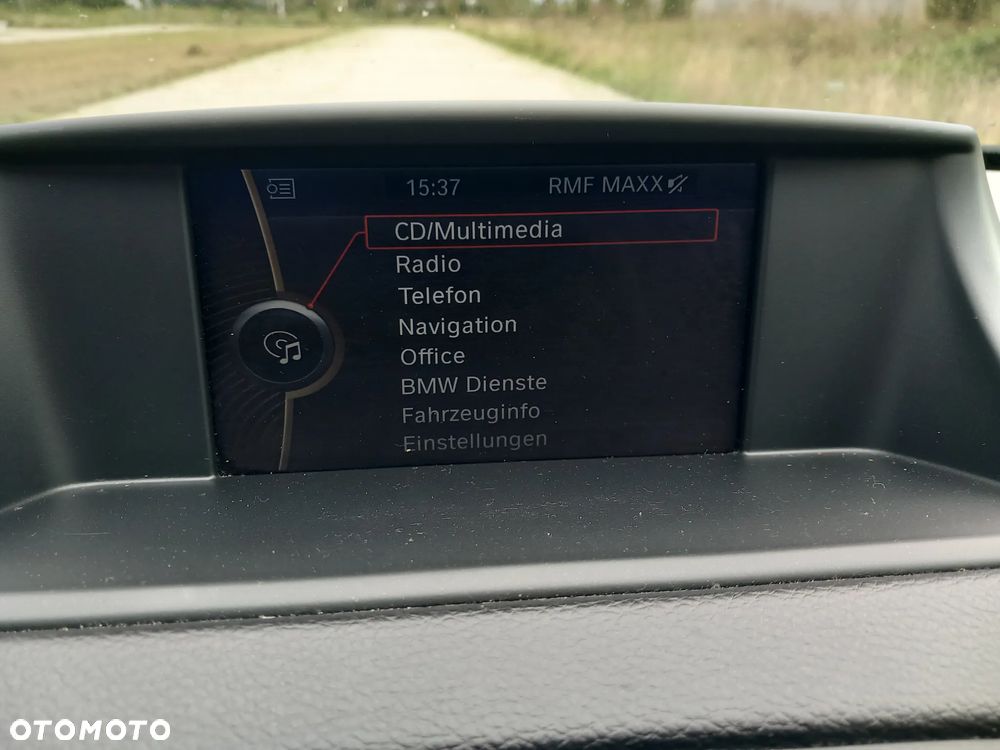 15:37 RMF MAXX
CD/Multimedia
Radio
Telefon
Navigation
Office
BMW Dienste
Fahrzeuginfo
Einstellungen
OTOMOTO